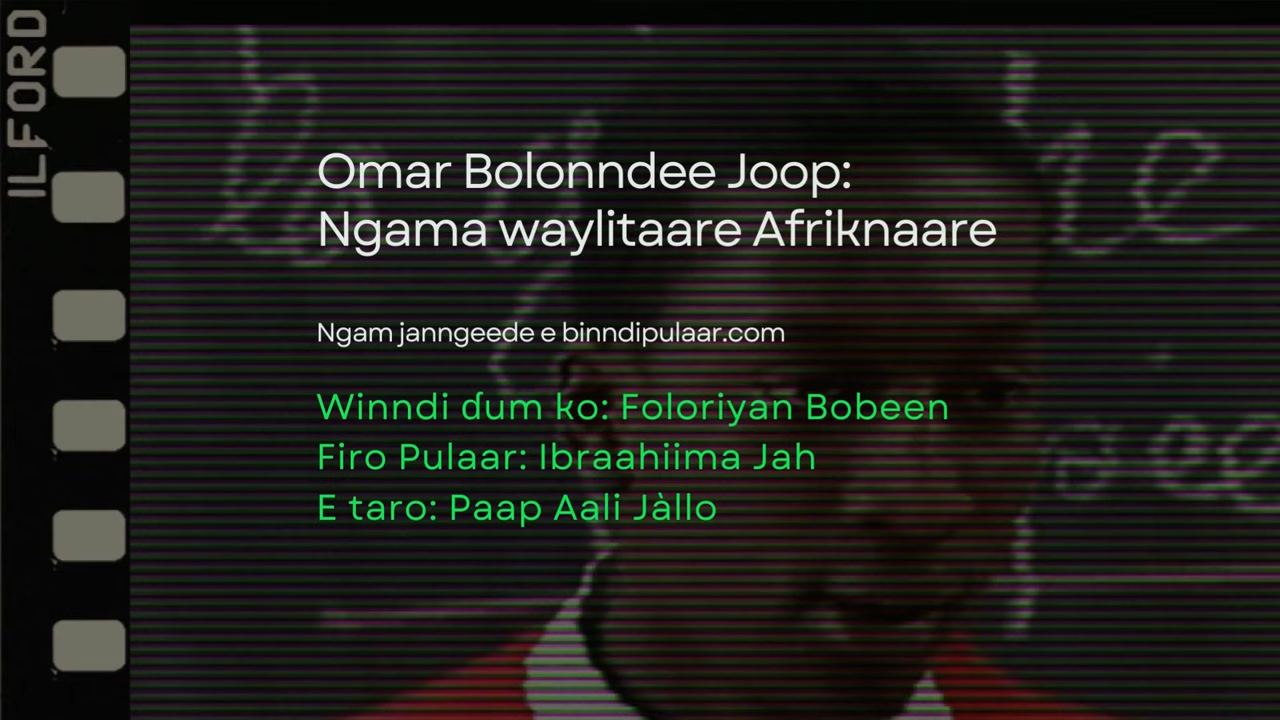 ILFORD
Omar Bolonndee Joop:
Ngama waylitaare Afriknaare
Ngam janngeede e binndipulaar.com
Winndi ɗum ko: Foloriyan Bobeen
Firo Pulaar: Ibraahiima Jah
E taro: Paap Aali Jàllo